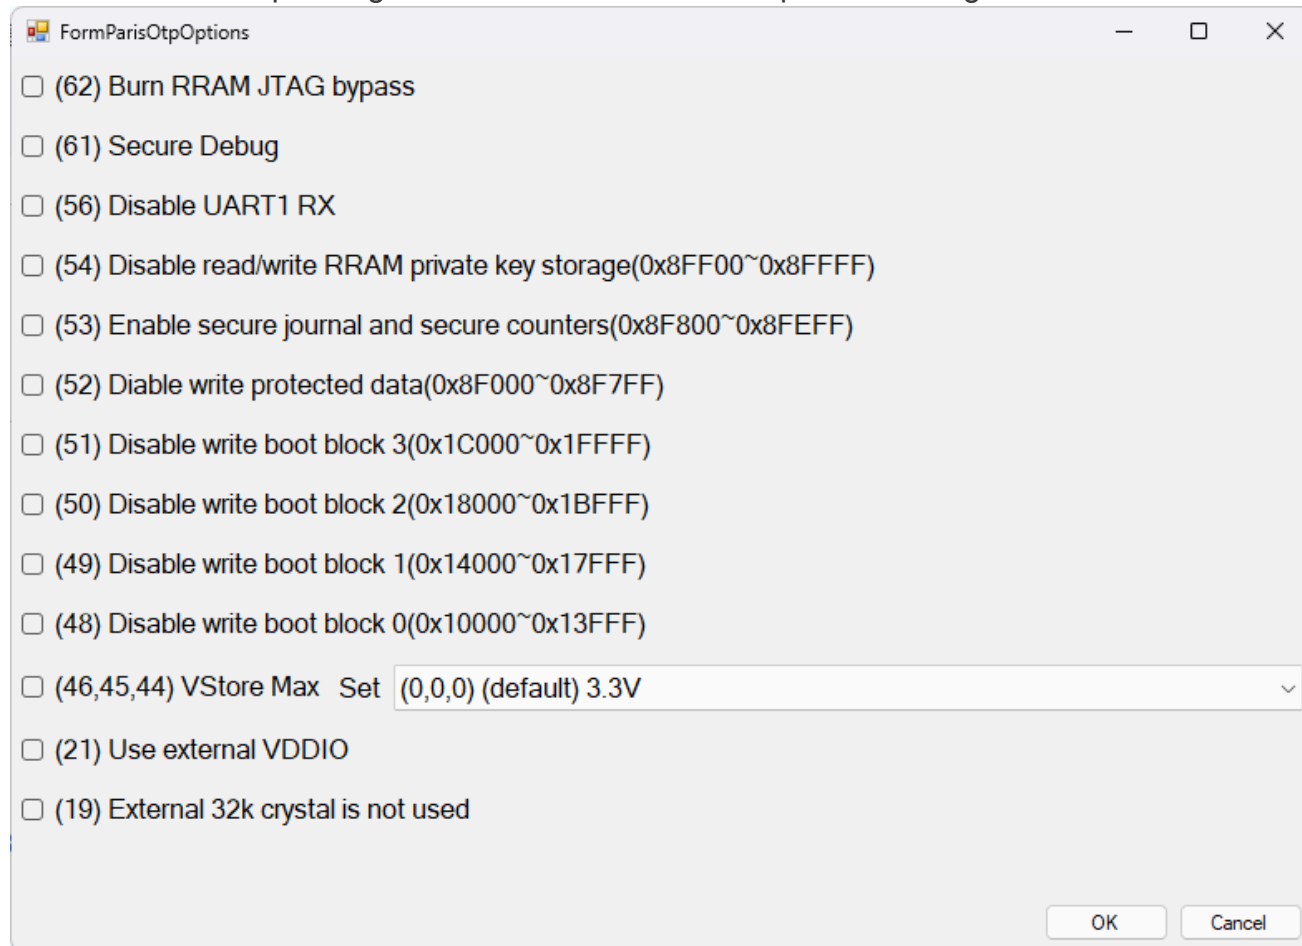 FormParisOtpOptions
(62) Burn RRAM JTAG bypass
(61) Secure Debug
(56) Disable UART1 RX
(54) Disable read/write RRAM private key storage(0x8FF00~0x8FFFF)
(53) Enable secure journal and secure counters(0x8F800~0x8FEFF)
(52) Diable write protected data(0x8F000~0x8F7FF)
(51) Disable write boot block 3(0x1C000~0x1FFFF)
(50) Disable write boot block 2(0x18000~0x1BFFF)
(49) Disable write boot block 1(0x14000~0x17FFF)
(48) Disable write boot block 0(0x10000~0x13FFF)
(46,45,44) VStore Max Set (0,0,0) (default) 3.3V
(21) Use external VDDIO
(19) External 32k crystal is not used
OK Cancel